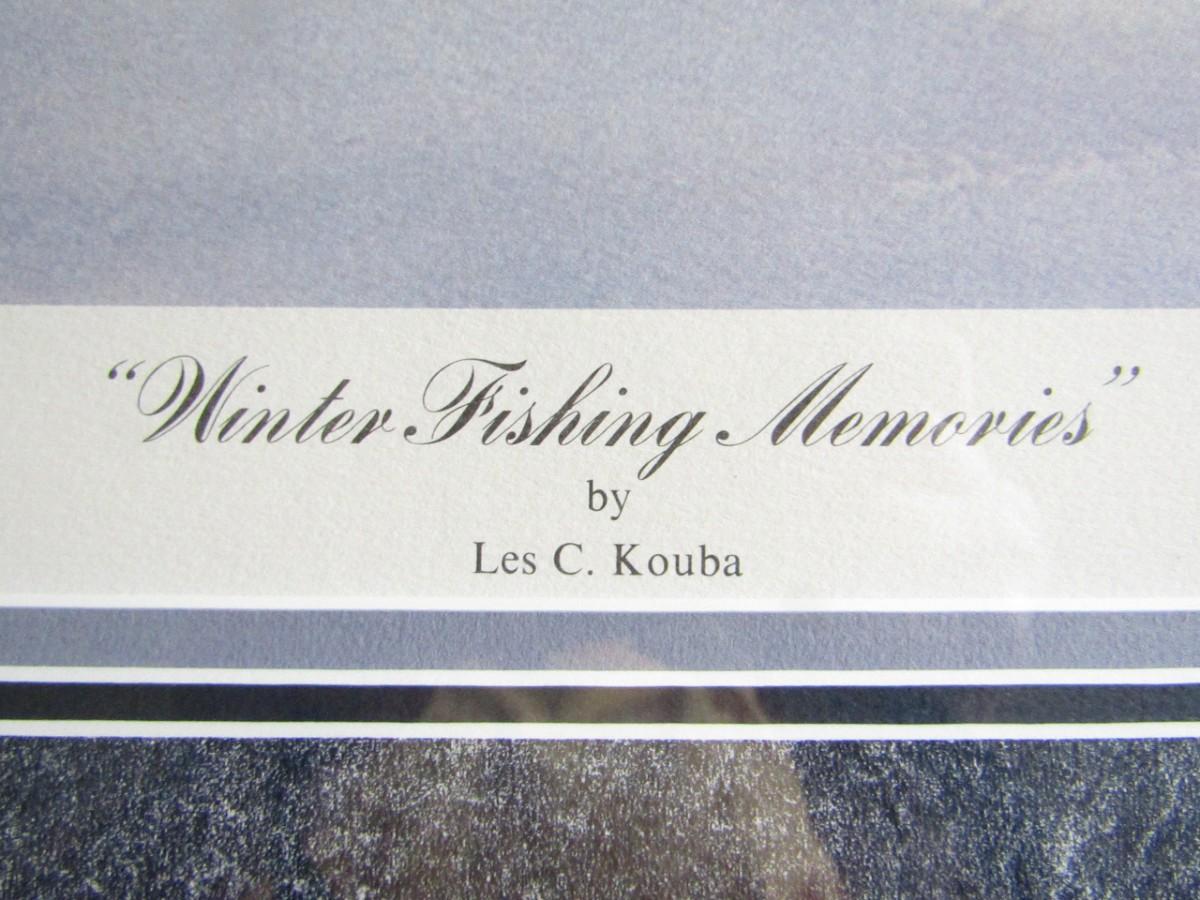 “Winter Fishing Memories”
by
Les C. Kouba